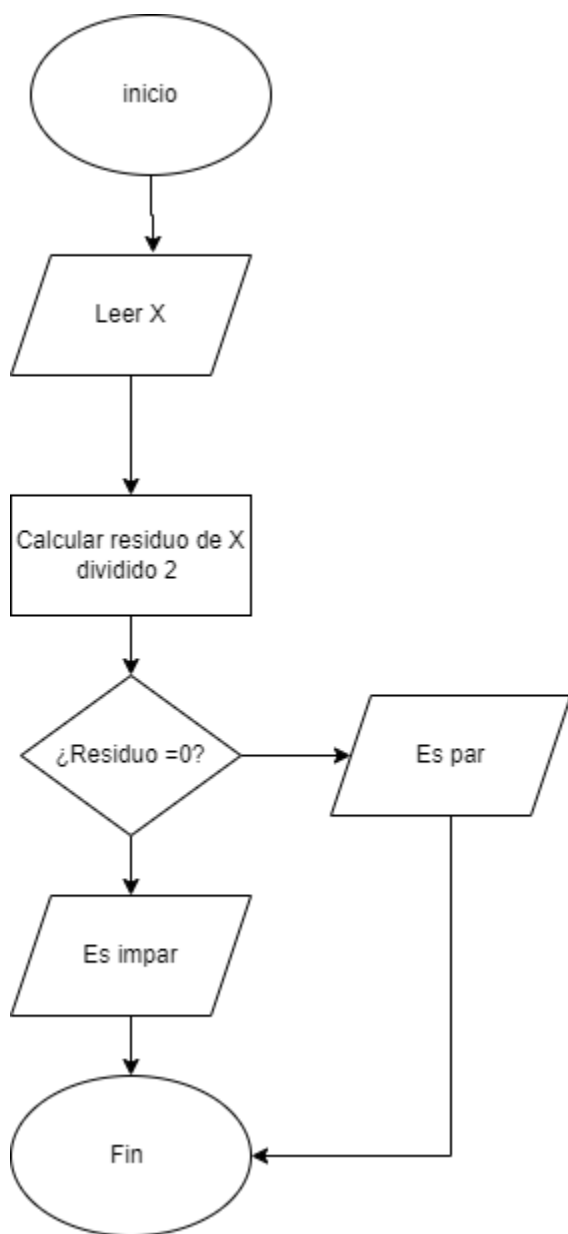 inicio
Leer X
Calcular residuo de X
dividido 2
¿Residuo =0?
Es par
Es impar
Fin